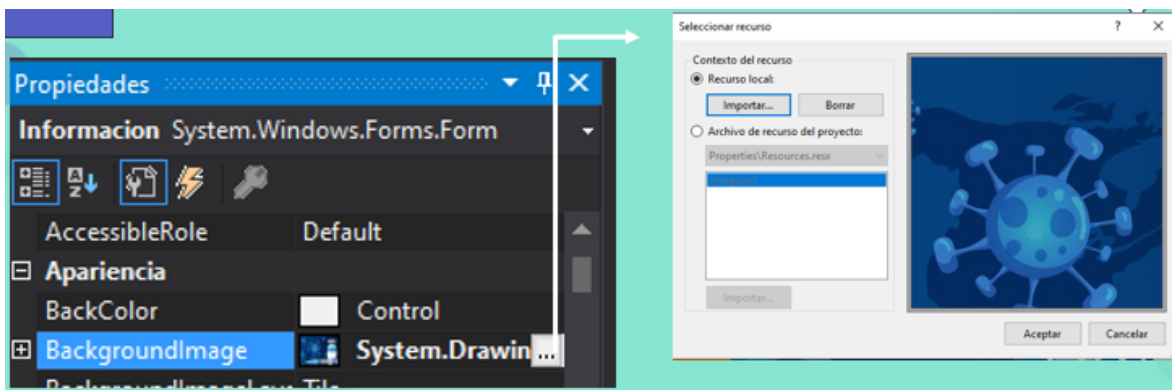 Propiedades
Informacion System.Windows.Forms.Form
AccessibleRole Default
Apariencia
BackColor Control
BackgroundImage System.Drawin ...
Tile
Seleccionar recurso ? X
Contexto del recurso
Recurso local:
Importar... Borrar
Archivo de recurso del proyecto:
Properties\Resources.resx
Importar...
Aceptar Cancelar